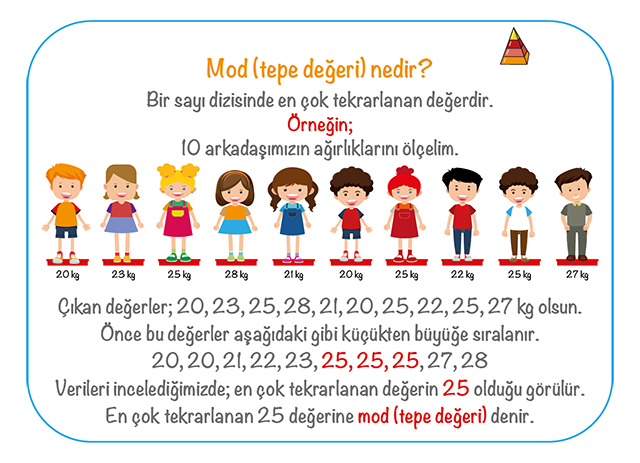 Mod (tepe değeri) nedir?
Bir sayı dizisinde en çok tekrarlanan değerdir.
Örneğin;
10 arkadaşımızın ağırlıklarını ölçelim.
20 kg 23 kg 25 kg 28 kg 21 kg 20 kg 25 kg 22 kg 25 kg 27 kg
Çıkan değerler; 20, 23, 25, 28, 21, 20, 25, 22, 25, 27 kg olsun.
Önce bu değerler aşağıdaki gibi küçükten büyüğe sıralanır.
20, 20, 21, 22, 23, 25, 25, 25, 27, 28
Verileri incelediğimizde; en çok tekrarlanan değerin 25 olduğu görülür.
En çok tekrarlanan 25 değerine mod (tepe değeri) denir.